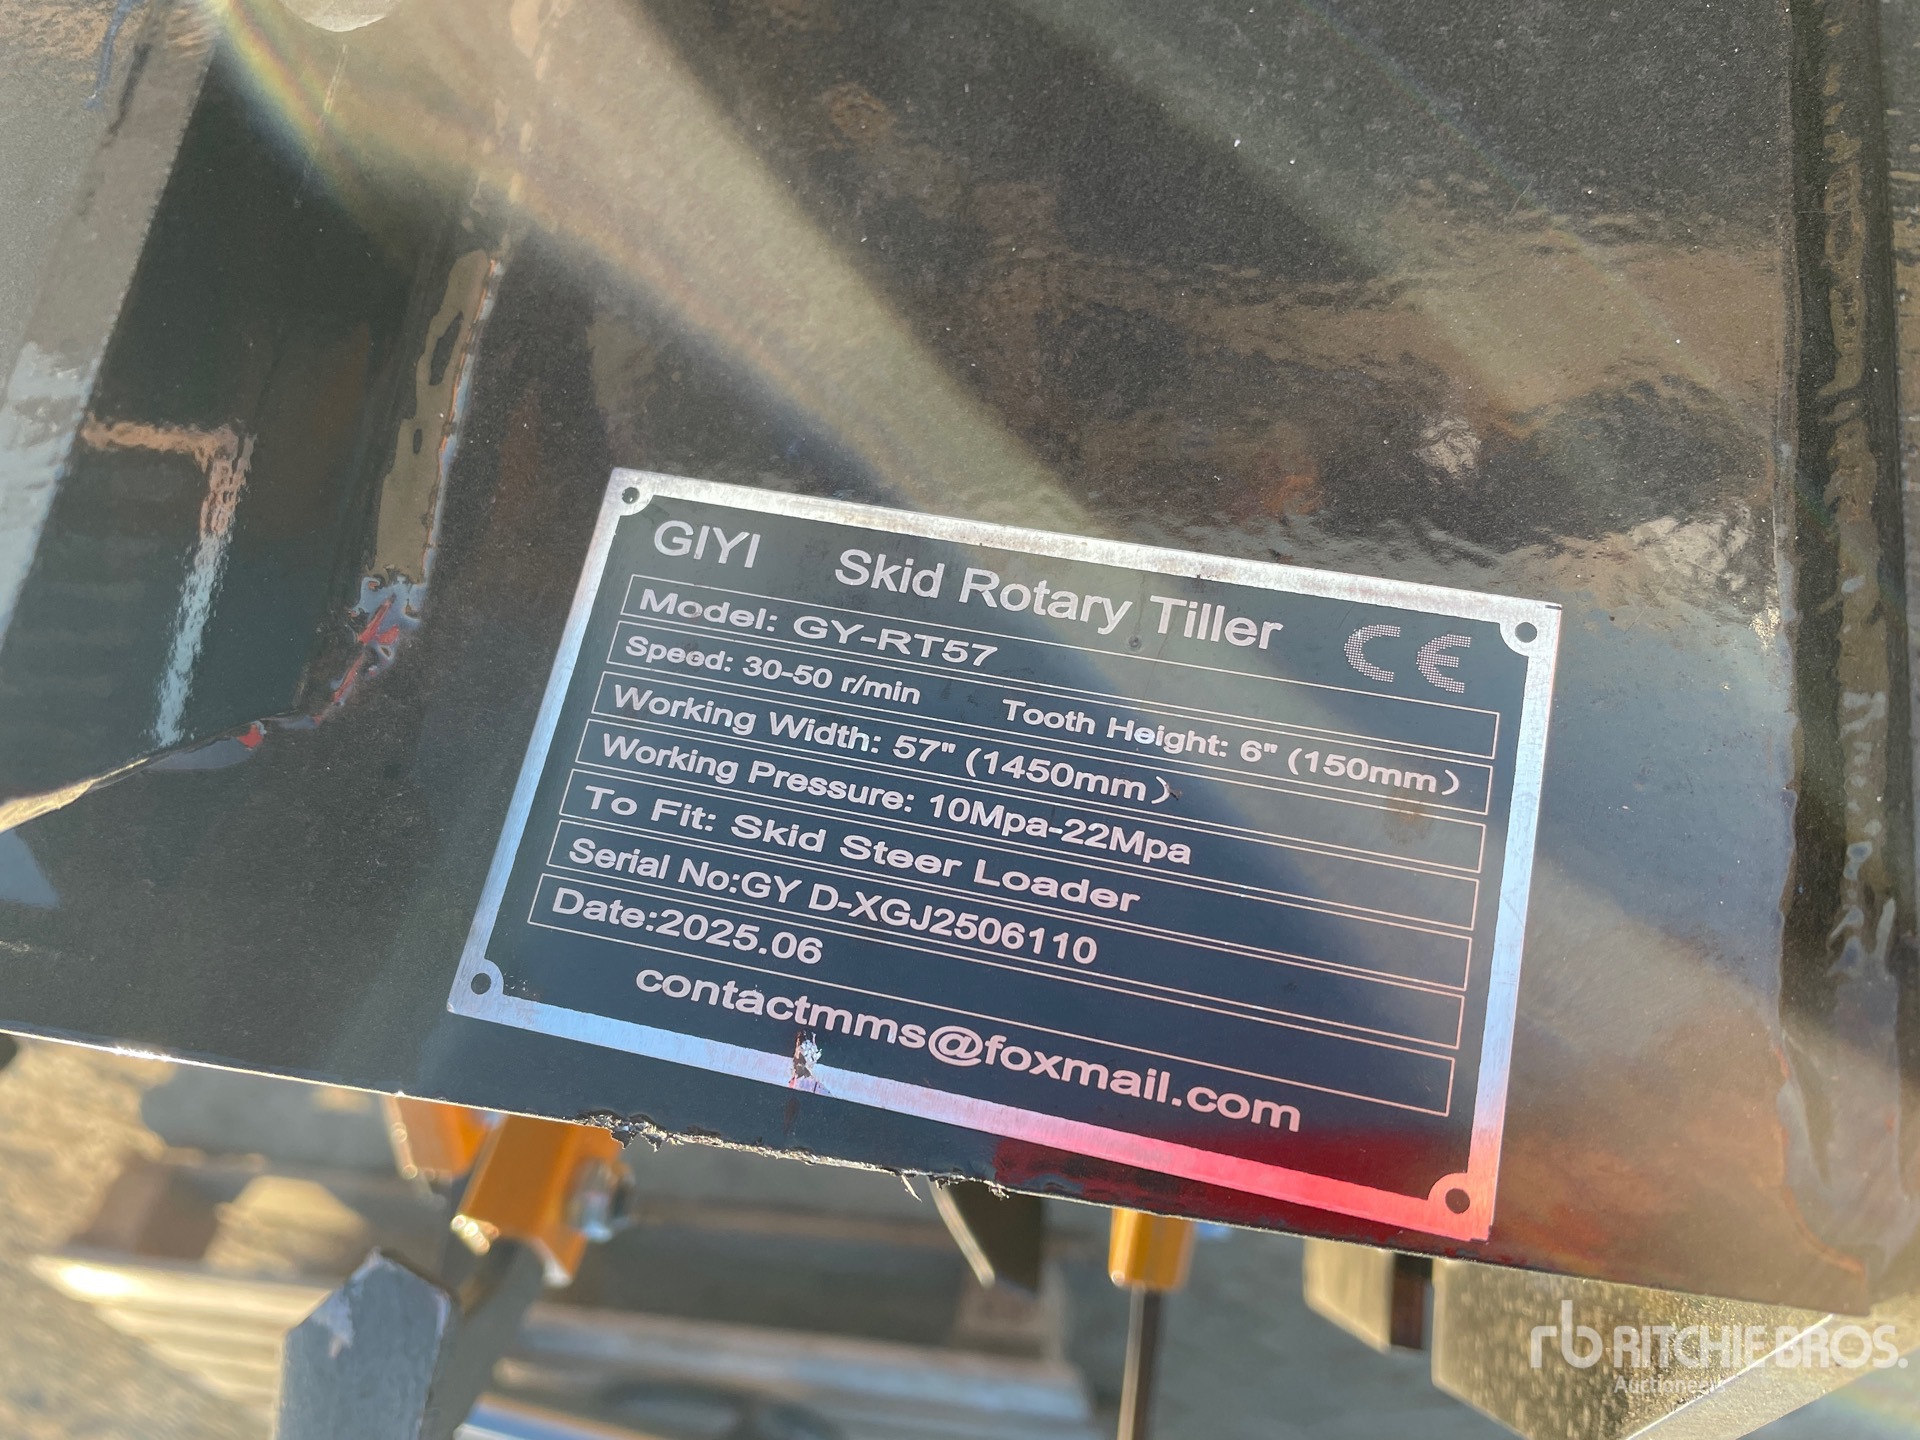 GIYI Skid Rotary Tiller
CE
Model: GY-RT57
Speed: 30-50 r/min Tooth Height: 6" (150mm)
Working Width: 57" (1450mm)
Working Pressure: 10Mpa-22Mpa
To Fit: Skid Steer Loader
Serial No:GY D-XGJ2506110
Date:2025.06
contactmms@foxmail.com
rb RITCHIE BROS.
Auctioneers